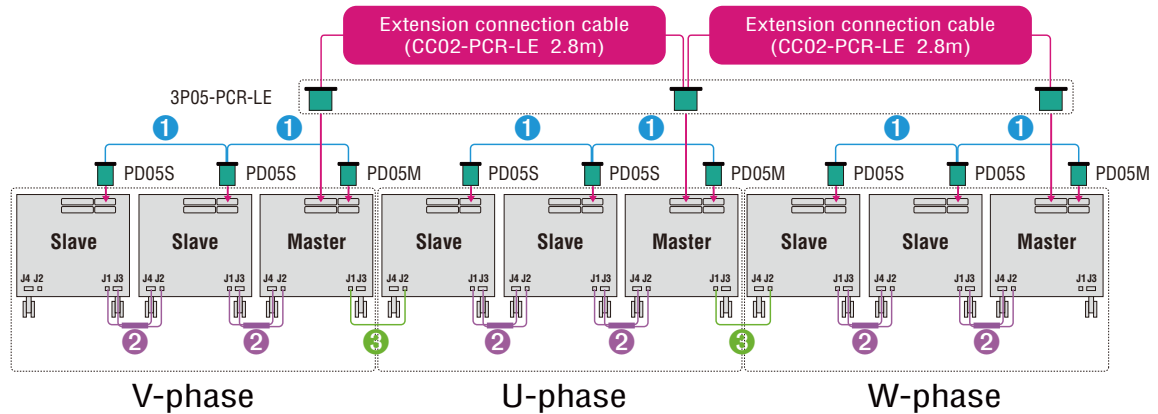 Extension connection cable
(CC02-PCR-LE 2.8m)
Extension connection cable
(CC02-PCR-LE 2.8m)
3P05-PCR-LE
1 1 1 1 1 1
PD05S PD05S PD05M PD05S PD05S PD05M PD05S PD05S PD05M
Slave Slave Master Slave Slave Master Slave Slave Master
J4 J2 J1 J3 J4 J2 J1 J3 J4 J2 J1 J3 J4 J2 J1 J3 J4 J2 J1 J3 J4 J2 J1 J3 J4 J2 J1 J3 J4 J2 J1 J3 J4 J2 J1 J3
2 2 3 2 2 3 2 2
V-phase U-phase W-phase